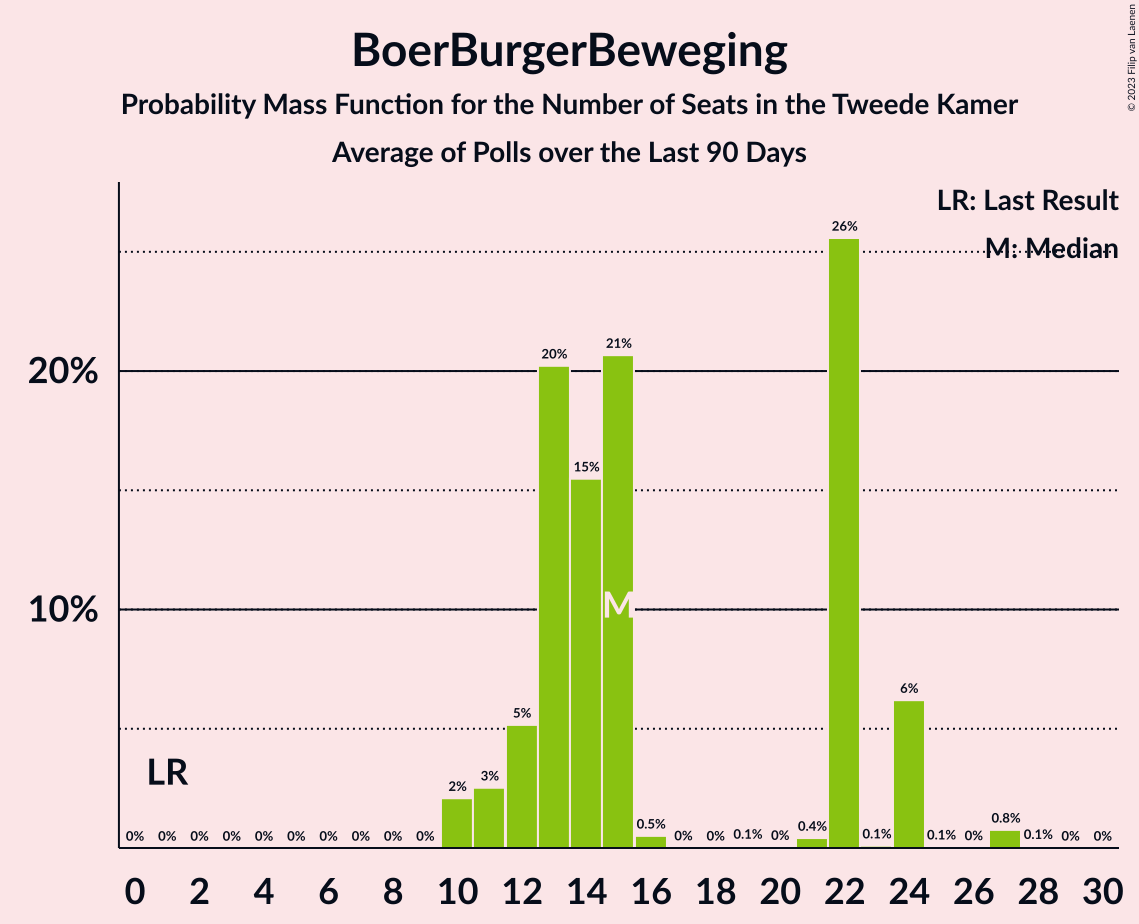 BoerBurgerBeweging
Probability Mass Function for the Number of Seats in the Tweede Kamer
Average of Polls over the Last 90 Days
© 2023 Filip van Laenen
LR: Last Result
M: Median
26%
21%
20%
20%
15%
10%
M
6%
5%
LR
2% 3%
0% 0% 0% 0% 0% 0% 0% 0% 0% 0% 0.5% 0% 0% 0.1% 0% 0.4% 0.1% 0.1% 0% 0.8% 0.1% 0% 0%
0 2 4 6 8 10 12 14 16 18 20 22 24 26 28 30